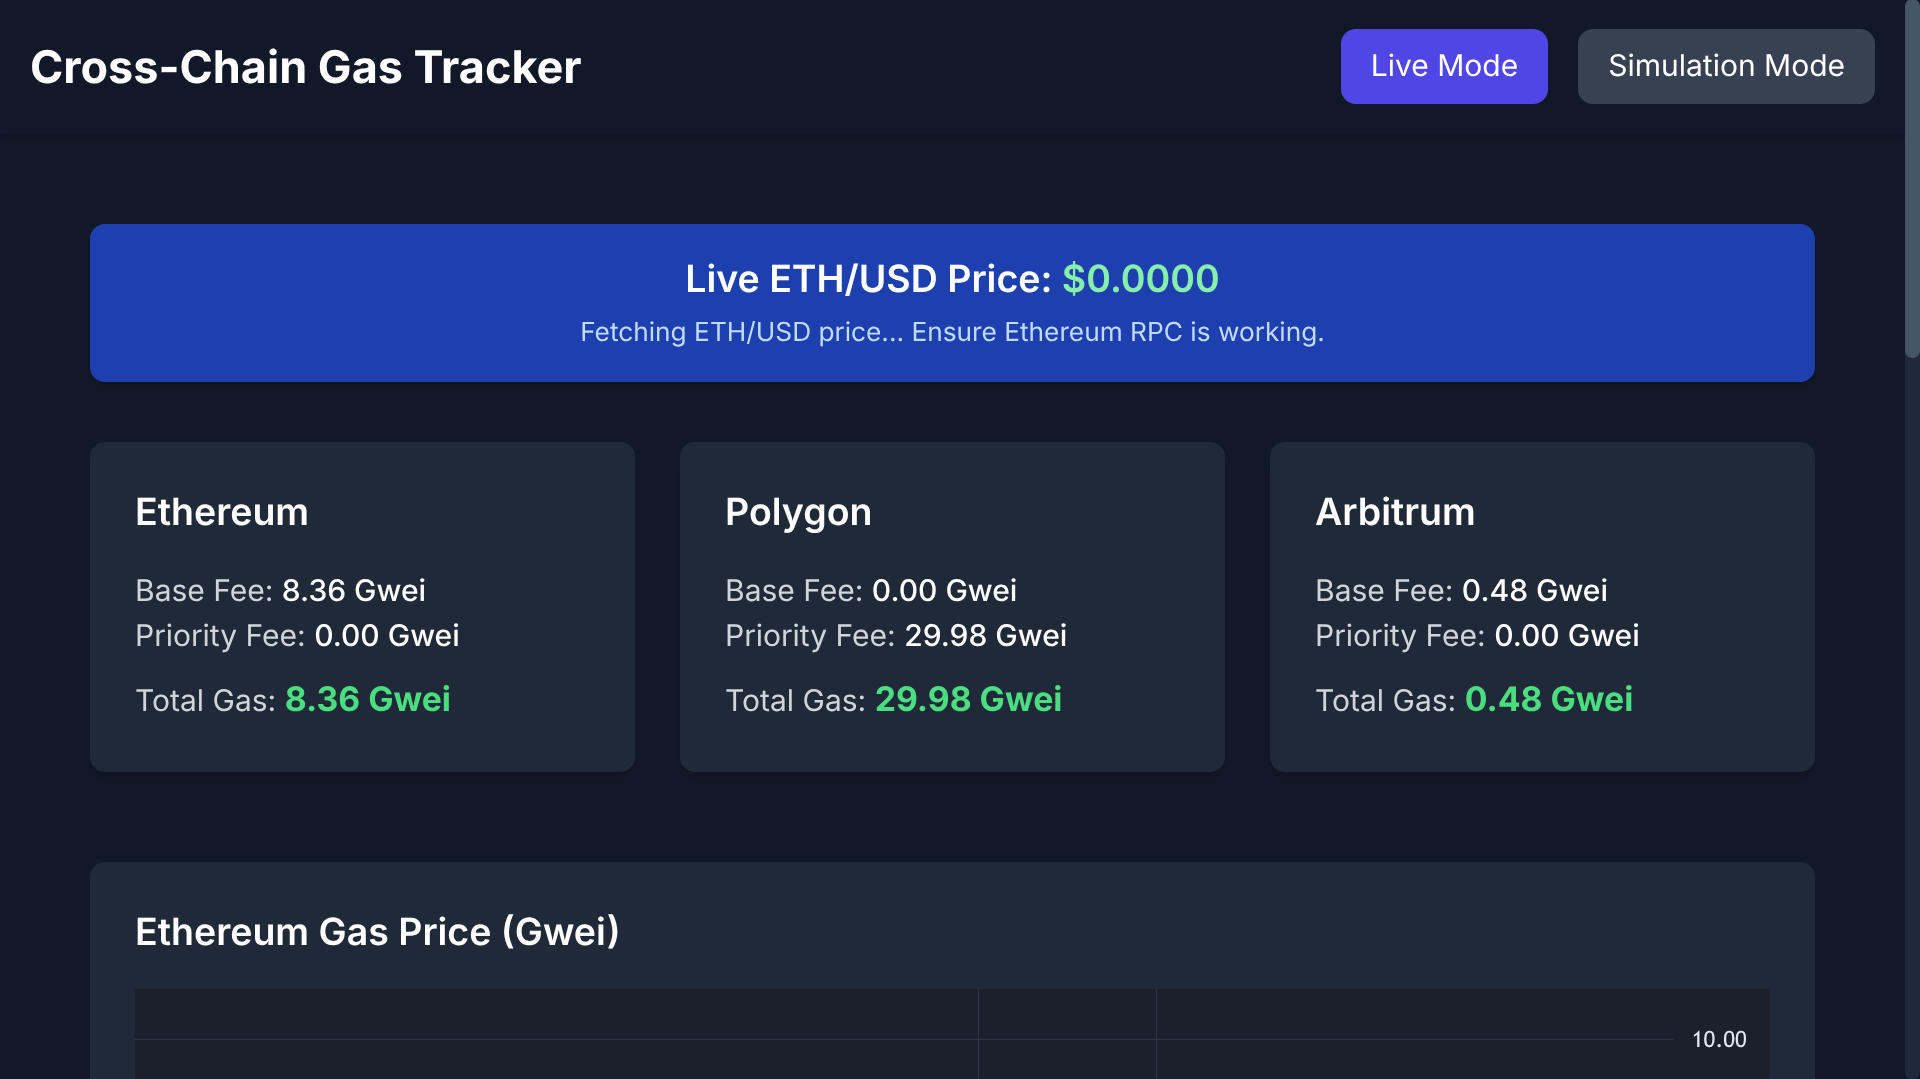 Cross-Chain Gas Tracker
Live Mode
Simulation Mode
Live ETH/USD Price: $0.0000
Fetching ETH/USD price... Ensure Ethereum RPC is working.
Ethereum
Base Fee: 8.36 Gwei
Priority Fee: 0.00 Gwei
Total Gas: 8.36 Gwei
Polygon
Base Fee: 0.00 Gwei
Priority Fee: 29.98 Gwei
Total Gas: 29.98 Gwei
Arbitrum
Base Fee: 0.48 Gwei
Priority Fee: 0.00 Gwei
Total Gas: 0.48 Gwei
Ethereum Gas Price (Gwei)
10.00